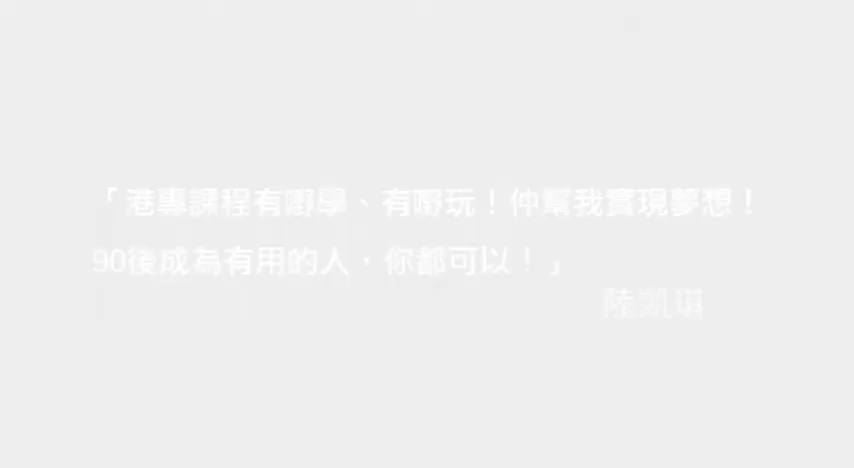 「港專課程有嘢學、有嘢玩！仲幫我實現夢想！
90後成為有用的人，你都可以！」
陸凱琪